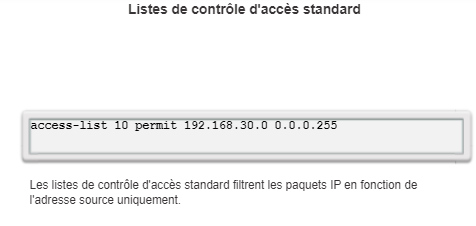 Listes de contrôle d'accès standard
access-list 10 permit 192.168.30.0 0.0.0.255
Les listes de contrôle d'accès standard filtrent les paquets IP en fonction de
l'adresse source uniquement.